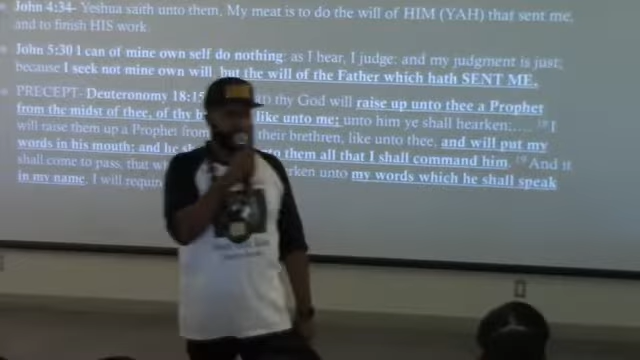 John 4:34- Yeshua saith unto them, My meat is to do the will of HIM (YAH) that sent me,
and to finish HIS work.
John 5:30 I can of mine own self do nothing: as I hear, I judge: and my judgment is just;
because I seek not mine own will, but the will of the Father which hath SENT ME.
PRECEPT- Deuteronomy 18:15 thy God will raise up unto thee a Prophet
from the midst of thee, of thy like unto me; unto him ye shall hearken;.... 18 I
will raise them up a Prophet from their brethren, like unto thee, and will put my
words in his mouth; and he unto them all that I shall command him. 19 And it
shall come to pass, that unto my words which he shall speak
in my name, I will